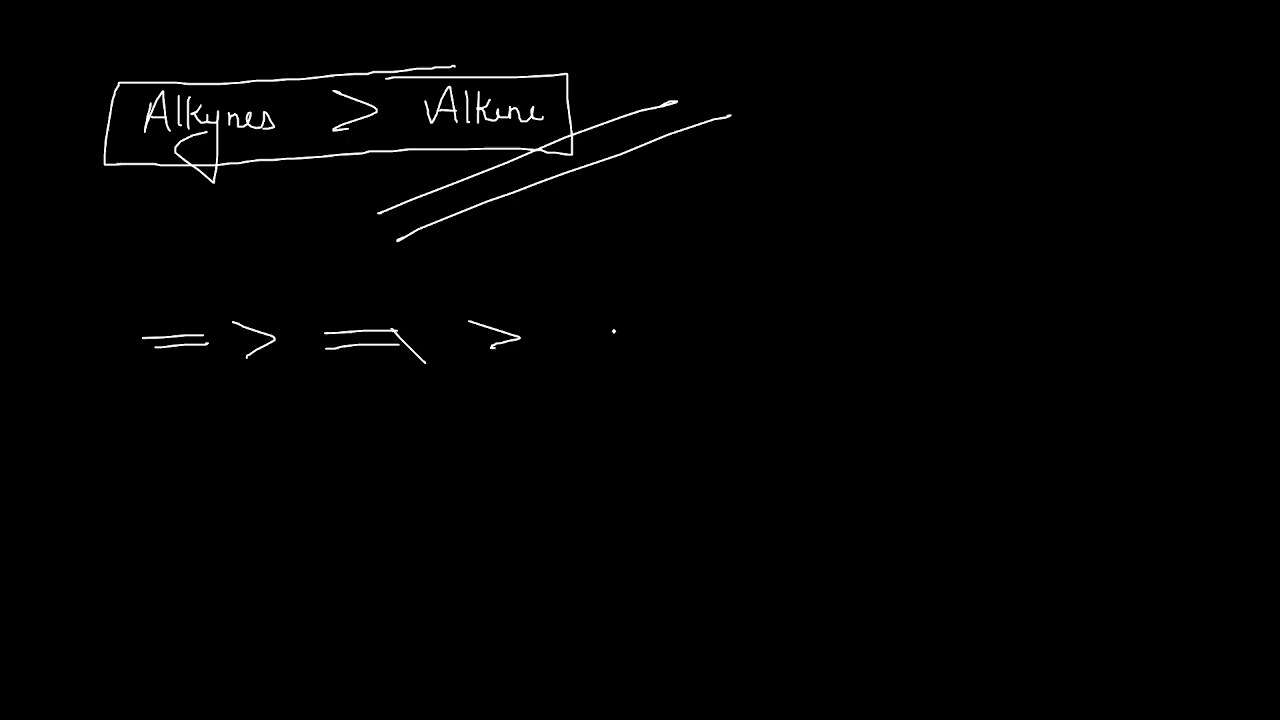 Alkynes > Alkene
= > = >